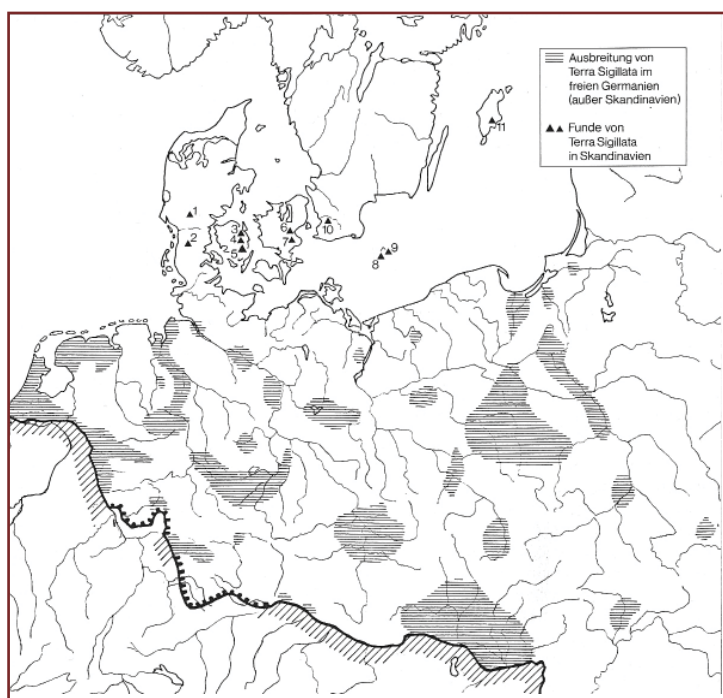 Ausbreitung von
Terra Sigillata im
freien Germanien
(außer Skandinavien)
Funde von
Terra Sigillata
in Skandinavien
11
1
2
3
4
5
6
7
10
9
8